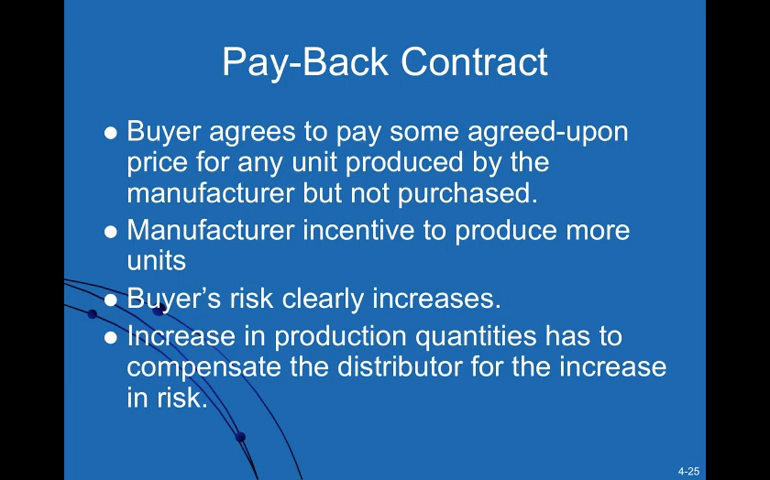 Pay-Back Contract
● Buyer agrees to pay some agreed-upon
price for any unit produced by the
manufacturer but not purchased.
● Manufacturer incentive to produce more
units
● Buyer’s risk clearly increases.
● Increase in production quantities has to
compensate the distributor for the increase
in risk.
4-25